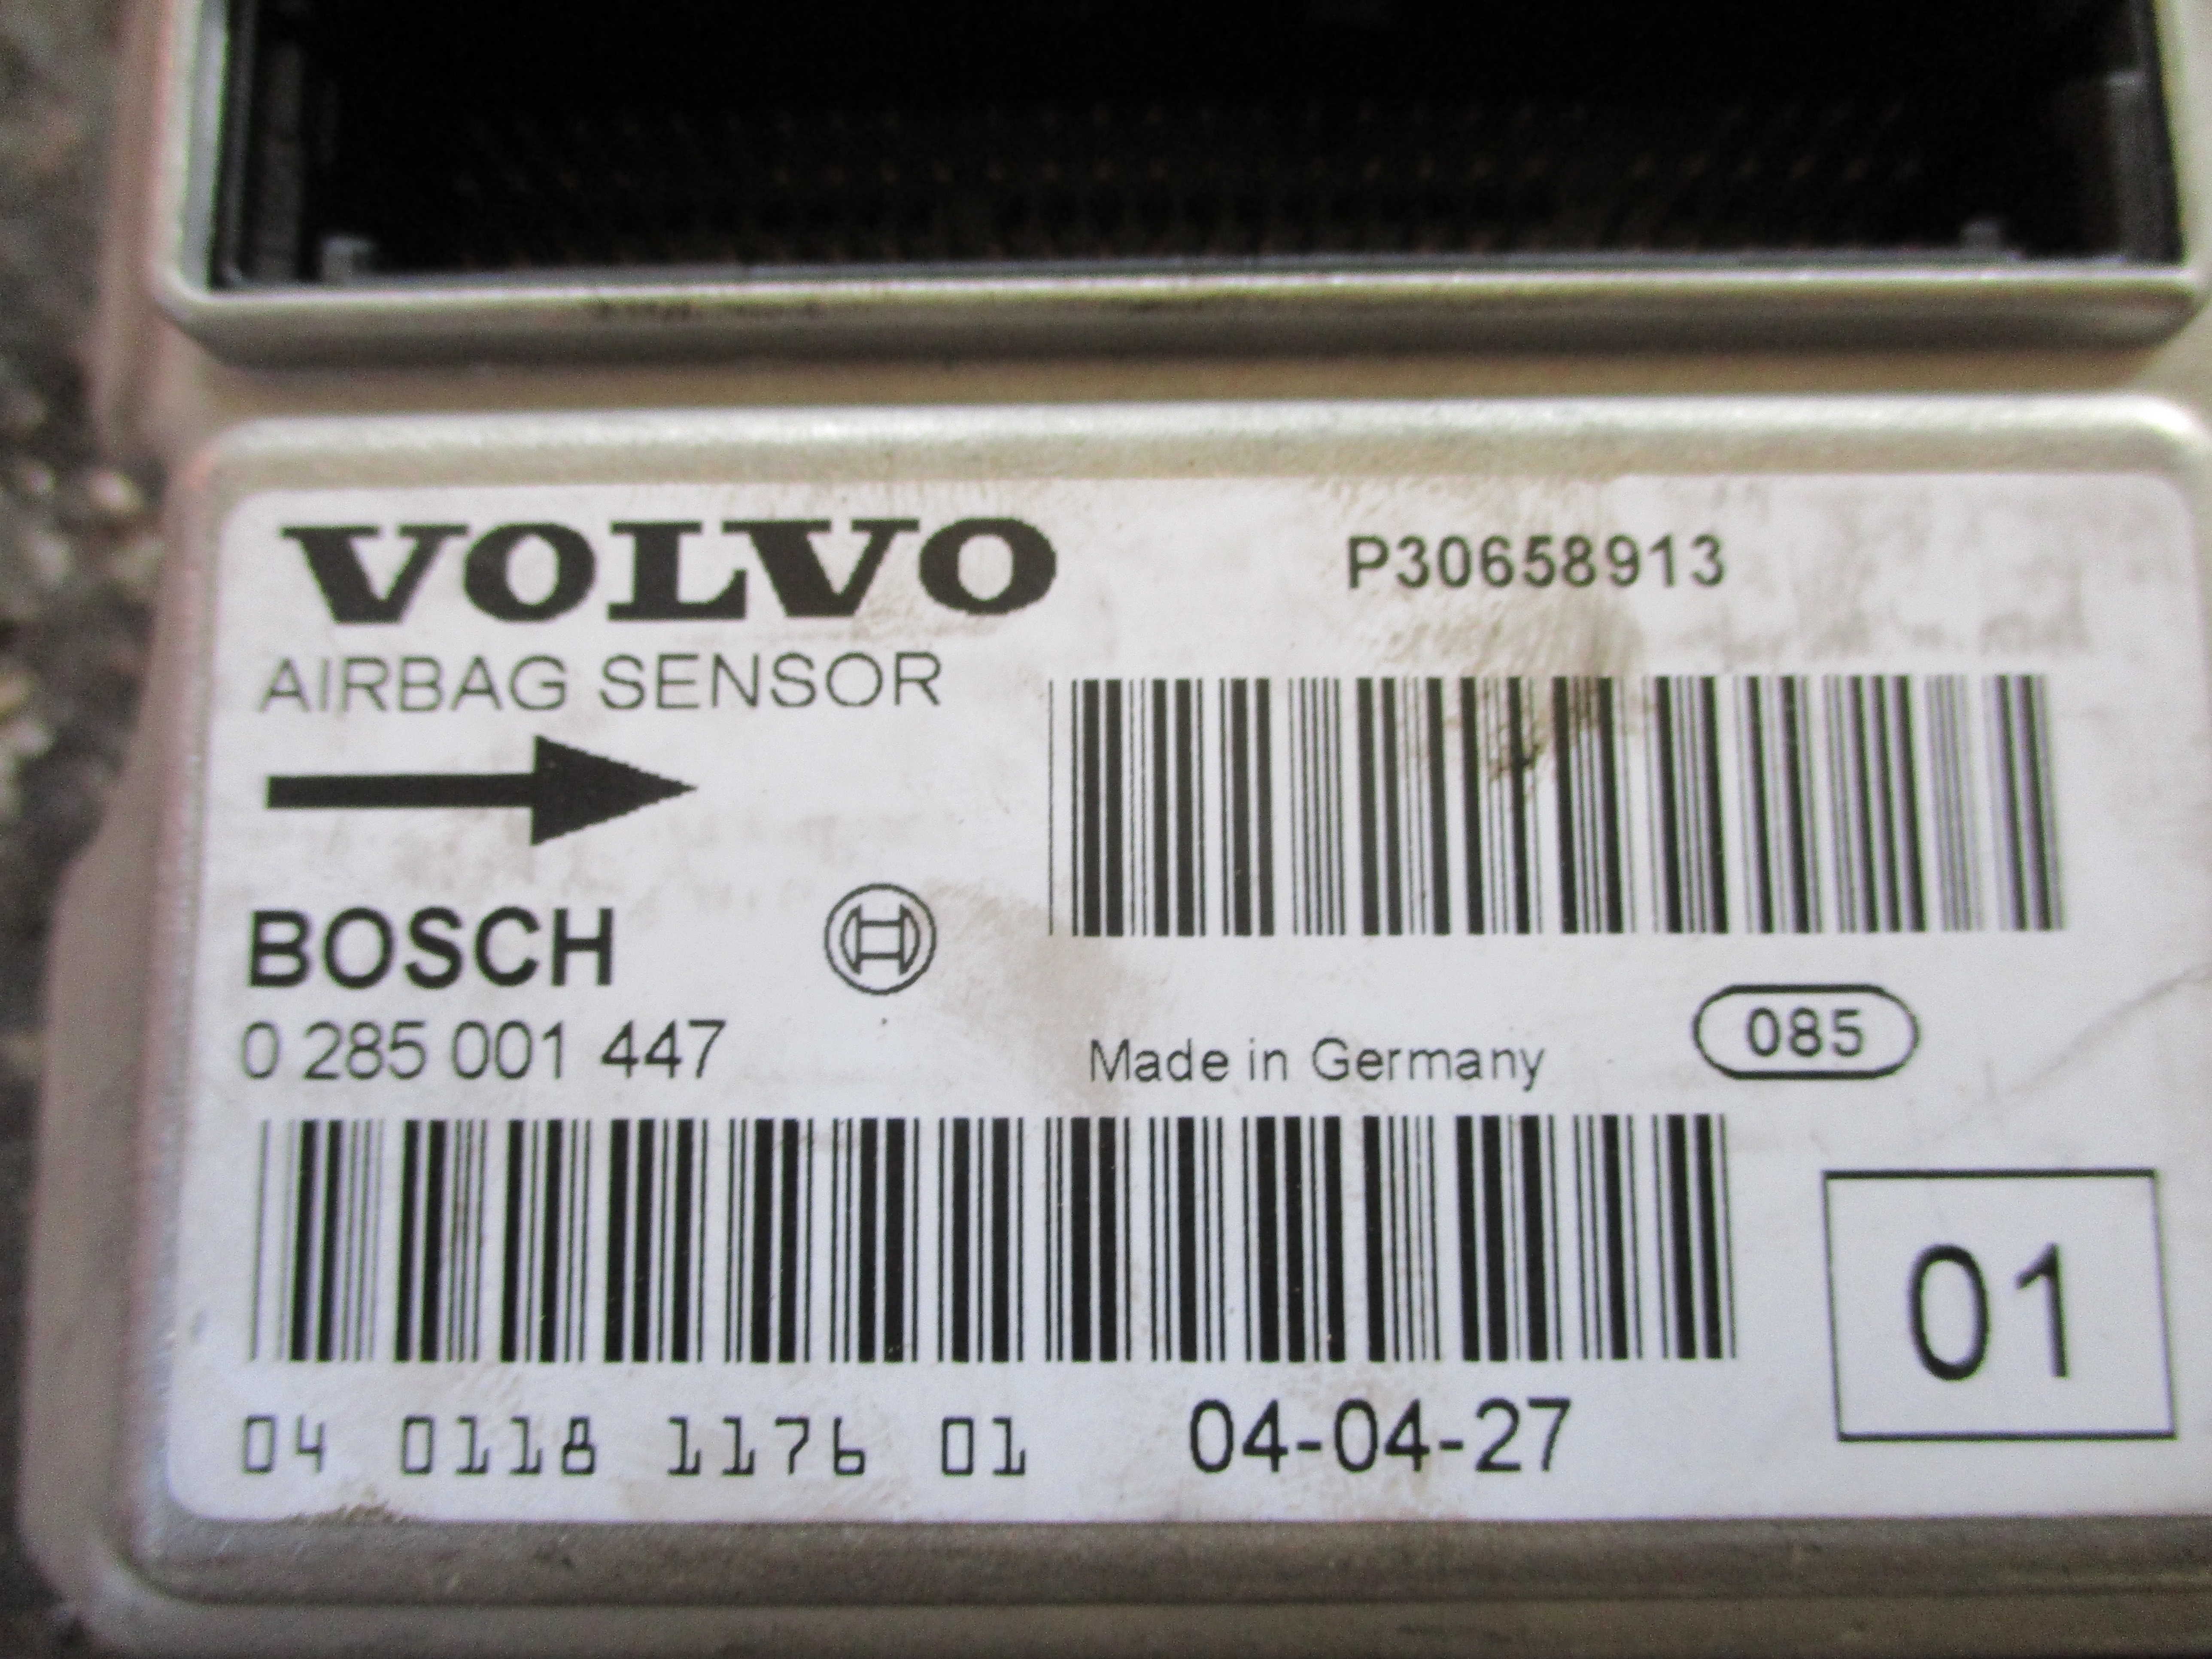 VOLVO
P30658913
AIRBAG SENSOR
BOSCH
0 285 001 447
Made in Germany
085
01
04 0118 1176 01
04-04-27